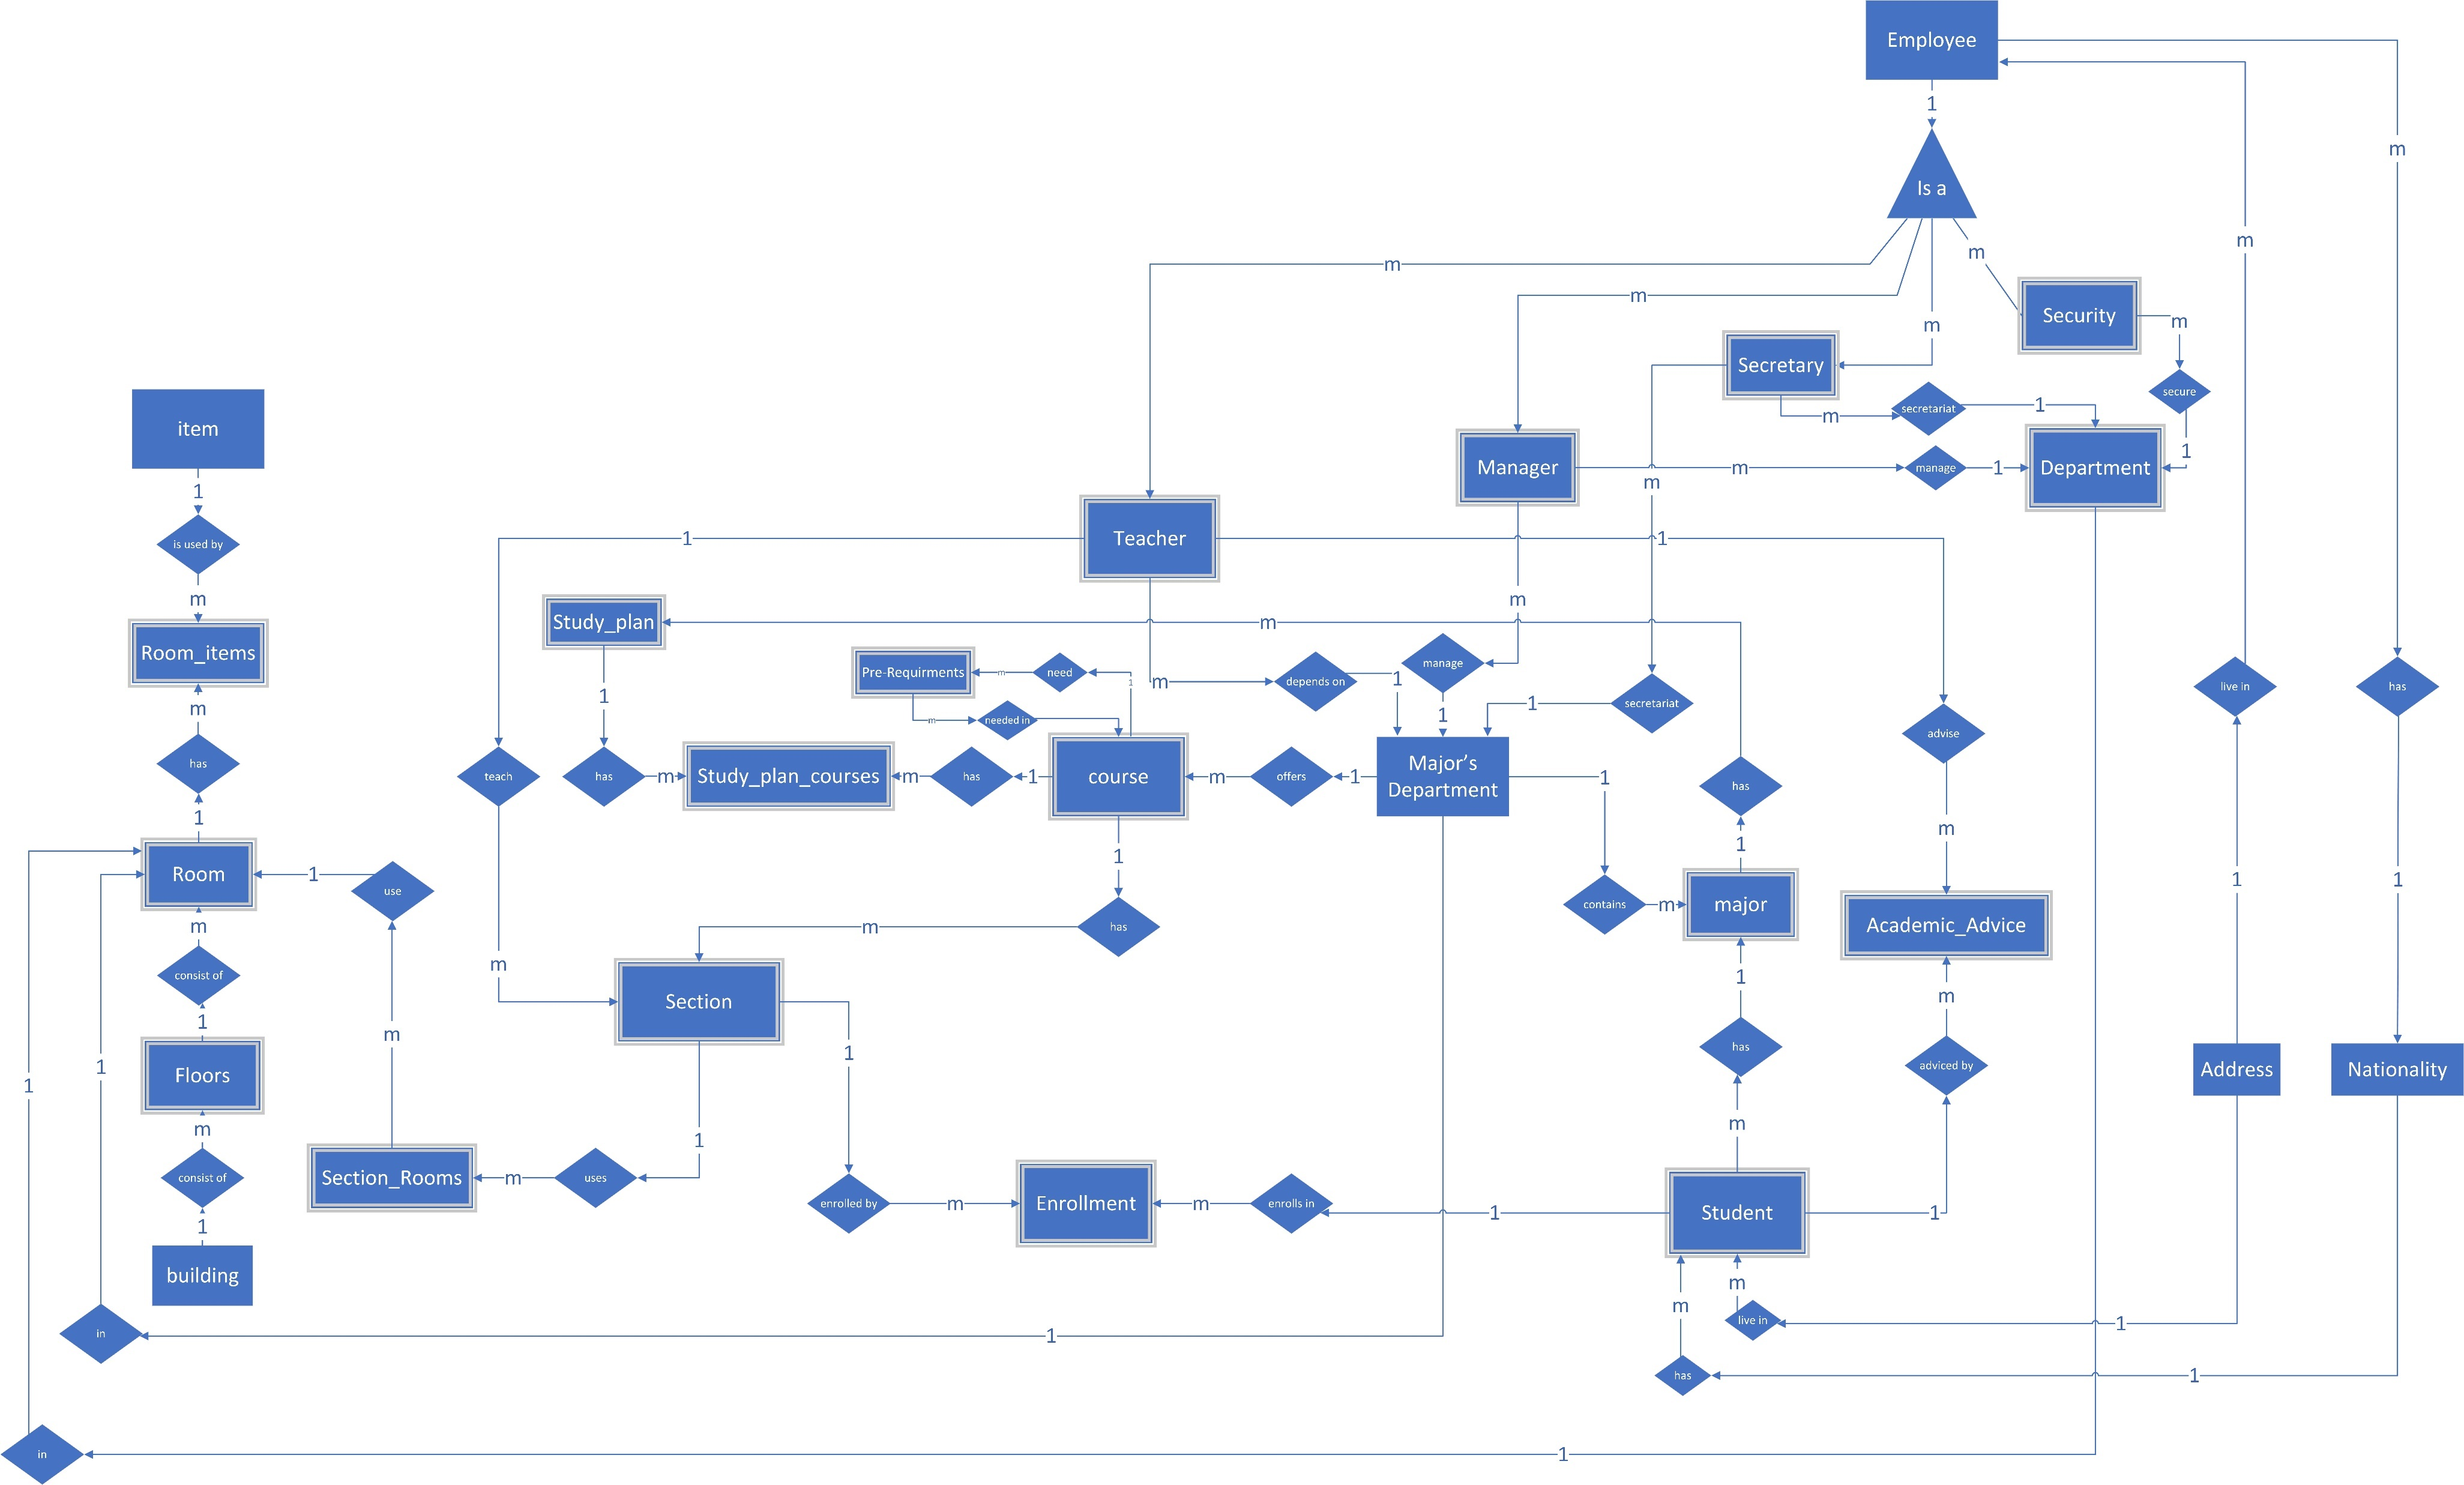 Employee
1
m
m
Is a
m
m
m
m
m
Security
m
Secretary
secure
item
m
secretariat
1
1
Manager
m
manage
1
Department
m
1
is used by
Teacher
1
1
m
m
Study_plan
m
Room_items
Pre-Requirments
m
need
1
m
depends on
1
manage
live in
has
m
1
m
needed in
1
secretariat
1
advise
has
teach
has
m
Study_plan_courses
m
has
1
course
m
offers
1
Major's
Department
1
has
1
m
1
1
Room
1
use
1
1
m
contains
m
major
Academic_Advice
m
m
has
consist of
m
Section
1
m
1
1
m
1
has
Floors
1
1
adviced by
Address
Nationality
m
1
m
consist of
Section_Rooms
m
uses
1
enrolled by
m
Enrollment
m
enrolls in
1
Student
1
building
m
m
in
1
live in
1
has
1
in
1